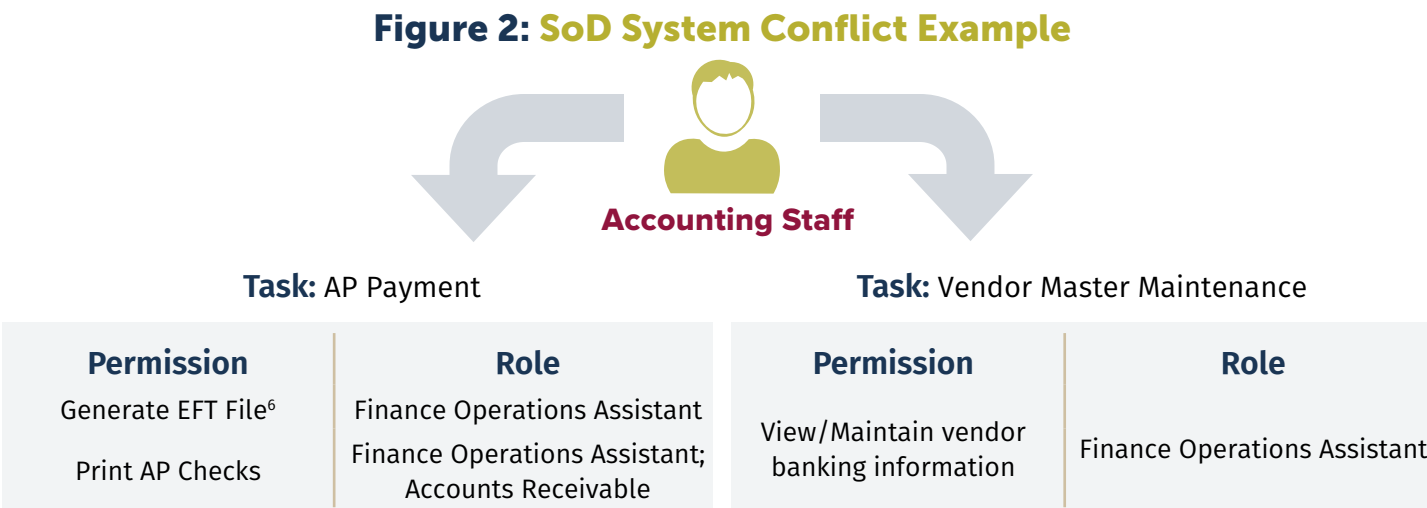 Figure 2: SoD System Conflict Example
Accounting Staff
Task: AP Payment
Permission
Role
Generate EFT File⁶
Finance Operations Assistant
Print AP Checks
Finance Operations Assistant;
Accounts Receivable
Task: Vendor Master Maintenance
Permission
Role
View/Maintain vendor
banking information
Finance Operations Assistant